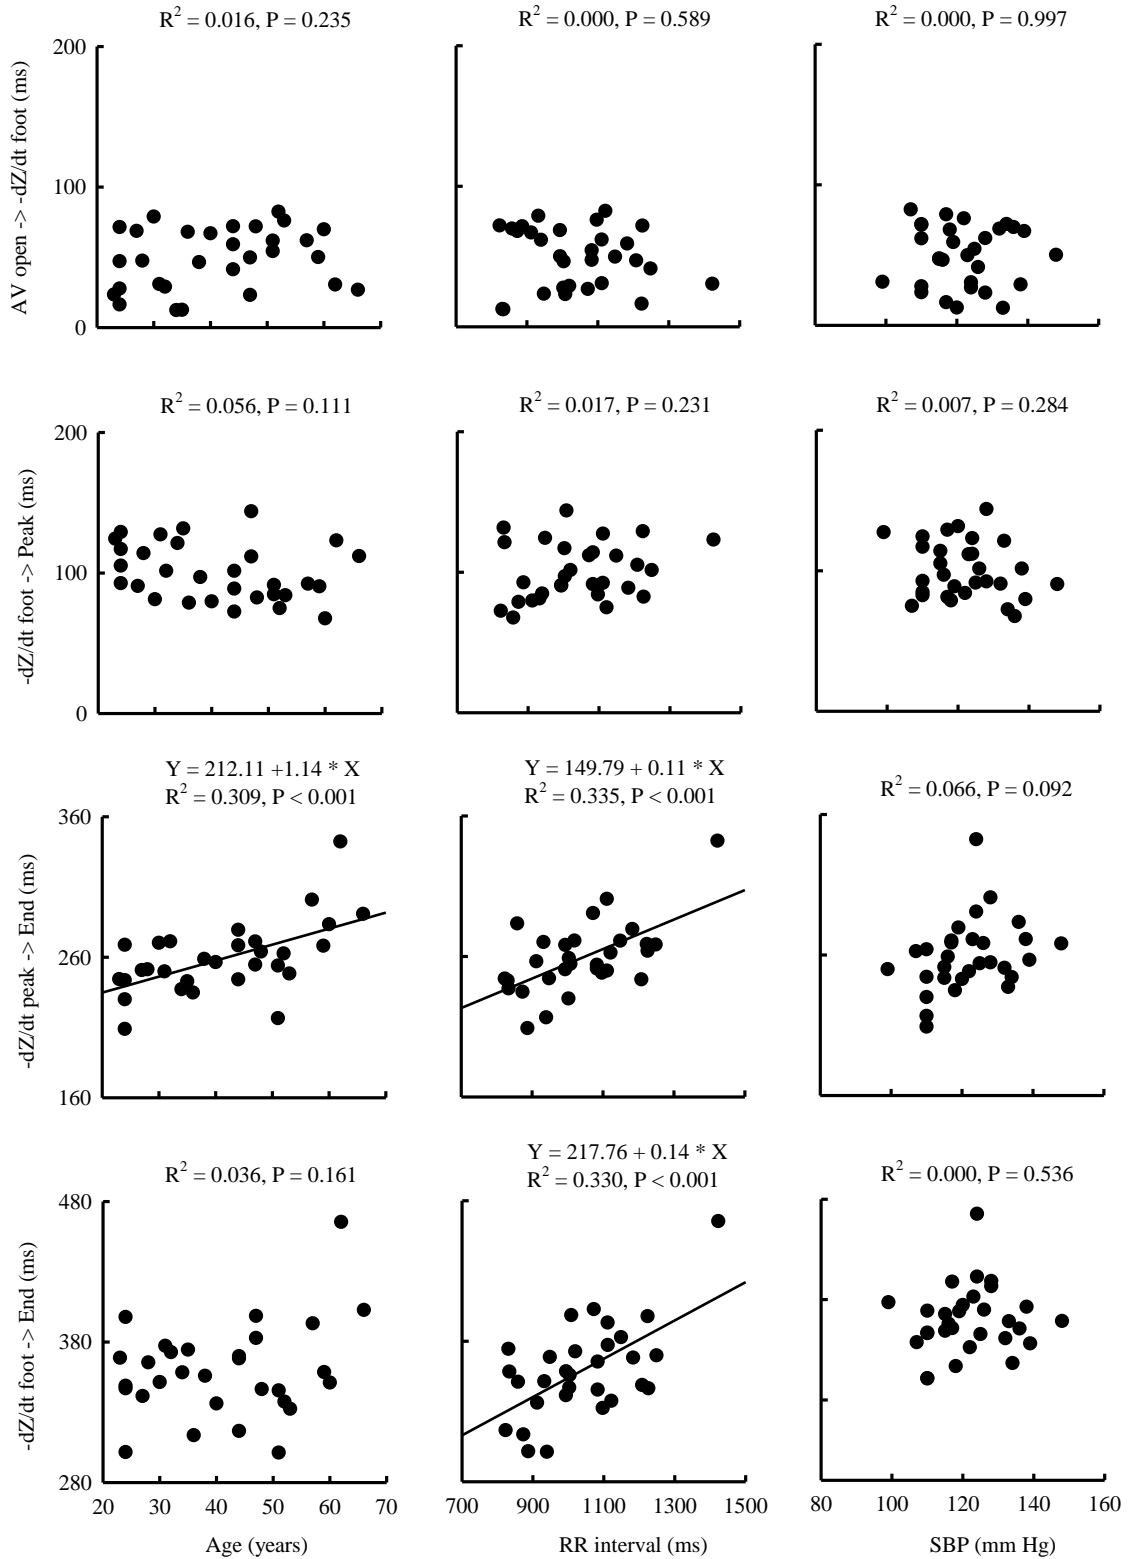 R² = 0.016, P = 0.235
R² = 0.000, P = 0.589
R² = 0.000, P = 0.997
AV open -> -dZ/dt foot (ms)
200
100
0
R² = 0.056, P = 0.111
R² = 0.017, P = 0.231
R² = 0.007, P = 0.284
-dZ/dt foot -> Peak (ms)
200
100
0
Y = 212.11 +1.14 * X
R² = 0.309, P < 0.001
Y = 149.79 + 0.11 * X
R² = 0.335, P < 0.001
R² = 0.066, P = 0.092
-dZ/dt peak -> End (ms)
360
260
160
R² = 0.036, P = 0.161
Y = 217.76 + 0.14 * X
R² = 0.330, P < 0.001
R² = 0.000, P = 0.536
-dZ/dt foot -> End (ms)
480
380
280
20 30 40 50 60 70
700 900 1100 1300 1500
80 100 120 140 160
Age (years)
RR interval (ms)
SBP (mm Hg)